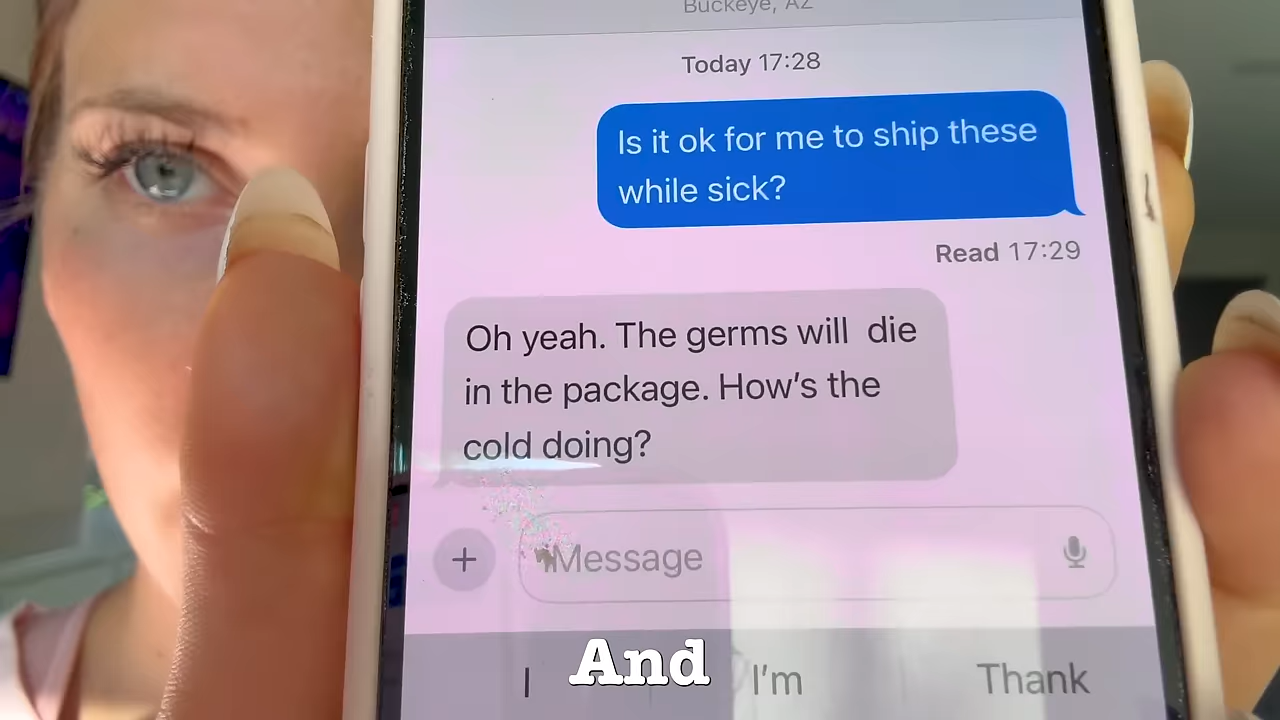 Buckeye, AZ
Today 17:28
Is it ok for me to ship these
while sick?
Read 17:29
Oh yeah. The germs will  die
in the package. How's the
cold doing?
+ Message
I I'm Thank
And